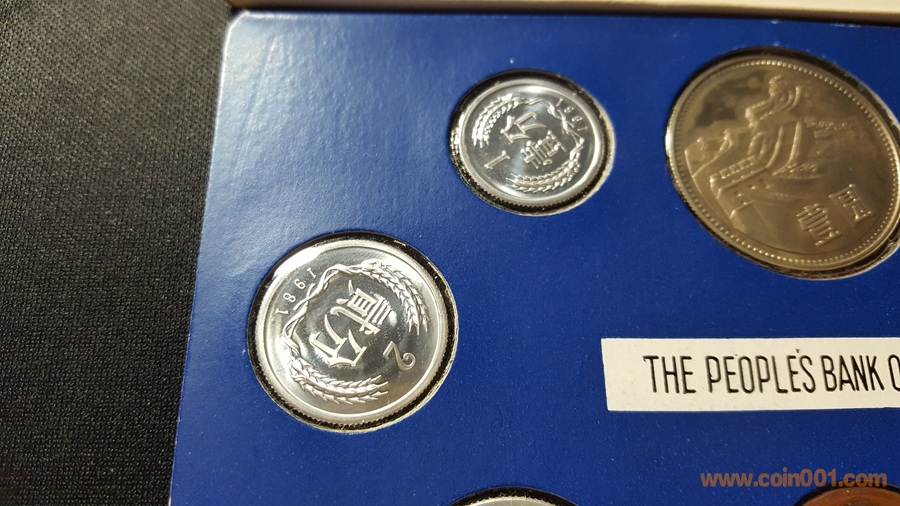 1981
壹分
1
壹圆
1981
贰分
2
THE PEOPLE'S BANK O
www.coin001.com